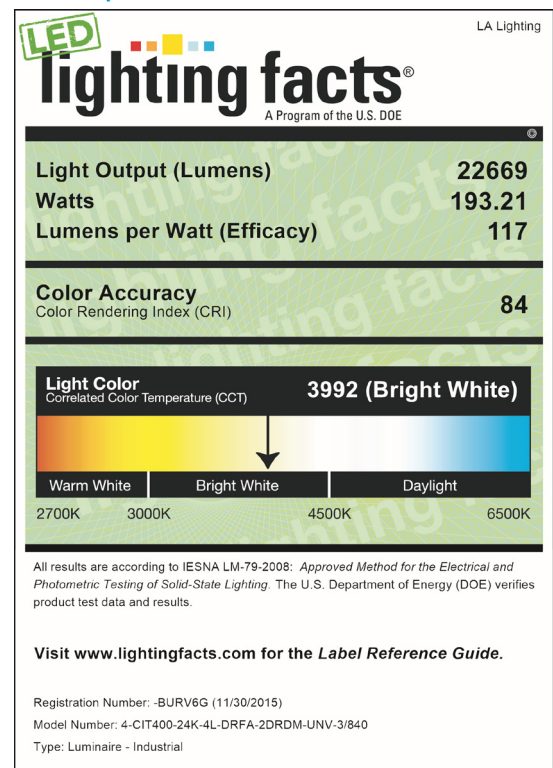 LA Lighting
LED
lighting facts®
A Program of the U.S. DOE
©
Light Output (Lumens) 22669
Watts 193.21
Lumens per Watt (Efficacy) 117
Color Accuracy
Color Rendering Index (CRI) 84
Light Color
Correlated Color Temperature (CCT) 3992 (Bright White)
Warm White Bright White Daylight
2700K 3000K 4500K 6500K
All results are according to IESNA LM-79-2008: Approved Method for the Electrical and
Photometric Testing of Solid-State Lighting. The U.S. Department of Energy (DOE) verifies
product test data and results.
Visit www.lightingfacts.com for the Label Reference Guide.
Registration Number: -BURV6G (11/30/2015)
Model Number: 4-CIT400-24K-4L-DRFA-2DRDM-UNV-3/840
Type: Luminaire - Industrial